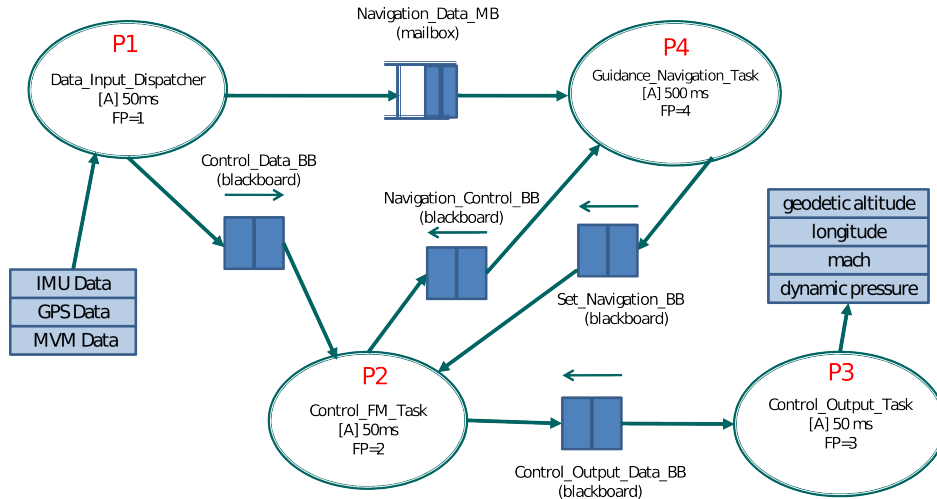 Navigation_Data_MB
(mailbox)
P1
Data_Input_Dispatcher
[A] 50ms
FP=1
P4
Guidance_Navigation_Task
[A] 500 ms
FP=4
Control_Data_BB
(blackboard)
Navigation_Control_BB
(blackboard)
geodetic altitude
longitude
mach
dynamic pressure
IMU Data
GPS Data
MVM Data
Set_Navigation_BB
(blackboard)
P2
Control_FM_Task
[A] 50ms
FP=2
P3
Control_Output_Task
[A] 50 ms
FP=3
Control_Output_Data_BB
(blackboard)